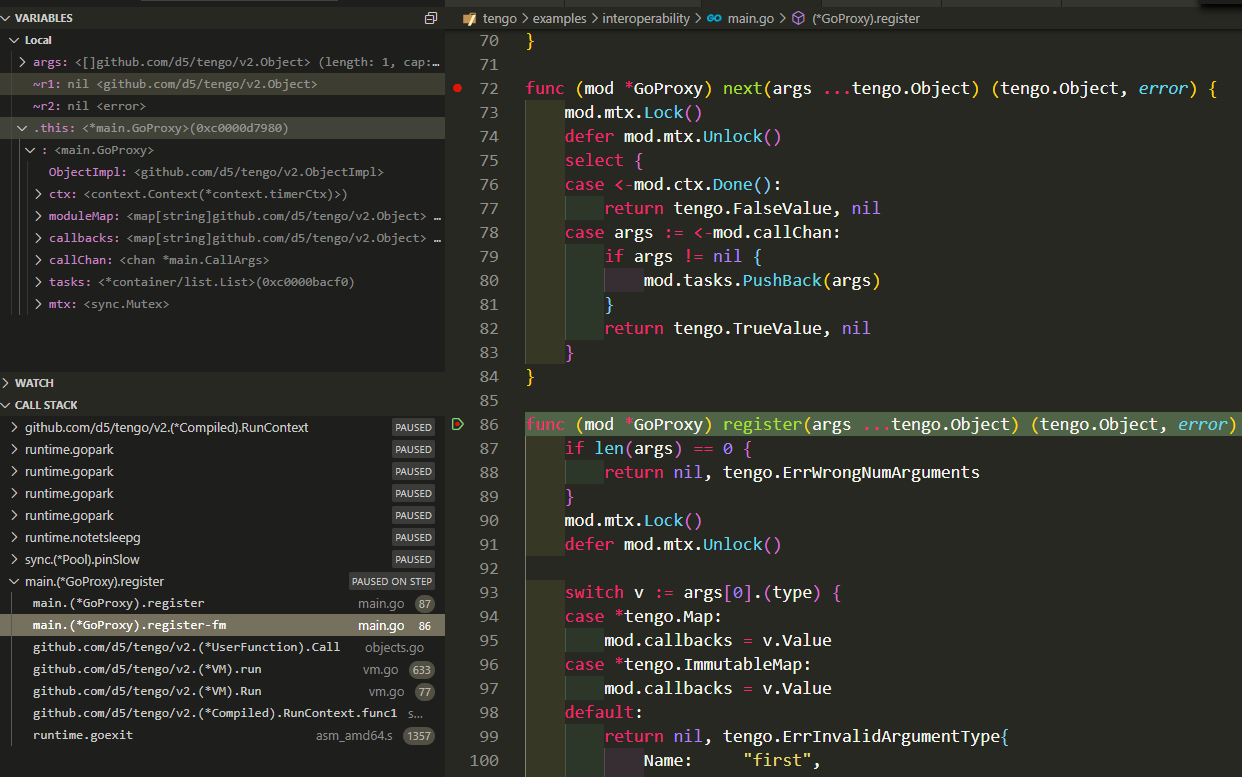 VARIABLES
Local
args: <[]github.com/d5/tengo/v2.Object> (length: 1, cap:…
~r1: nil <github.com/d5/tengo/v2.Object>
~r2: nil <error>
.this: <*main.GoProxy>(0xc0000d7980)
: <main.GoProxy>
ObjectImpl: <github.com/d5/tengo/v2.ObjectImpl>
ctx: <context.Context(*context.timerCtx)>)
moduleMap: <map[string]github.com/d5/tengo/v2.Object> …
callbacks: <map[string]github.com/d5/tengo/v2.Object> …
callChan: <chan *main.CallArgs>
tasks: <*container/list.List>(0xc0000bacf0)
mtx: <sync.Mutex>
WATCH
CALL STACK
github.com/d5/tengo/v2.(*Compiled).RunContext PAUSED
runtime.gopark PAUSED
runtime.gopark PAUSED
runtime.gopark PAUSED
runtime.gopark PAUSED
runtime.notetsleepg PAUSED
sync.(*Pool).pinSlow PAUSED
main.(*GoProxy).register PAUSED ON STEP
main.(*GoProxy).register main.go 87
main.(*GoProxy).register-fm main.go 86
github.com/d5/tengo/v2.(*UserFunction).Call objects.go
github.com/d5/tengo/v2.(*VM).run vm.go 633
github.com/d5/tengo/v2.(*VM).Run vm.go 77
github.com/d5/tengo/v2.(*Compiled).RunContext.func1 s…
runtime.goexit asm_amd64.s 1357
tengo > examples > interoperability > main.go > (*GoProxy).register
70 }
71
72 func (mod *GoProxy) next(args ...tengo.Object) (tengo.Object, error) {
73 mod.mtx.Lock()
74 defer mod.mtx.Unlock()
75 select {
76 case <-mod.ctx.Done():
77 return tengo.FalseValue, nil
78 case args := <-mod.callChan:
79 if args != nil {
80 mod.tasks.PushBack(args)
81 }
82 return tengo.TrueValue, nil
83 }
84 }
85
86 func (mod *GoProxy) register(args ...tengo.Object) (tengo.Object, error)
87 if len(args) == 0 {
88 return nil, tengo.ErrWrongNumArguments
89 }
90 mod.mtx.Lock()
91 defer mod.mtx.Unlock()
92
93 switch v := args[0].(type) {
94 case *tengo.Map:
95 mod.callbacks = v.Value
96 case *tengo.ImmutableMap:
97 mod.callbacks = v.Value
98 default:
99 return nil, tengo.ErrInvalidArgumentType{
100 Name: "first",